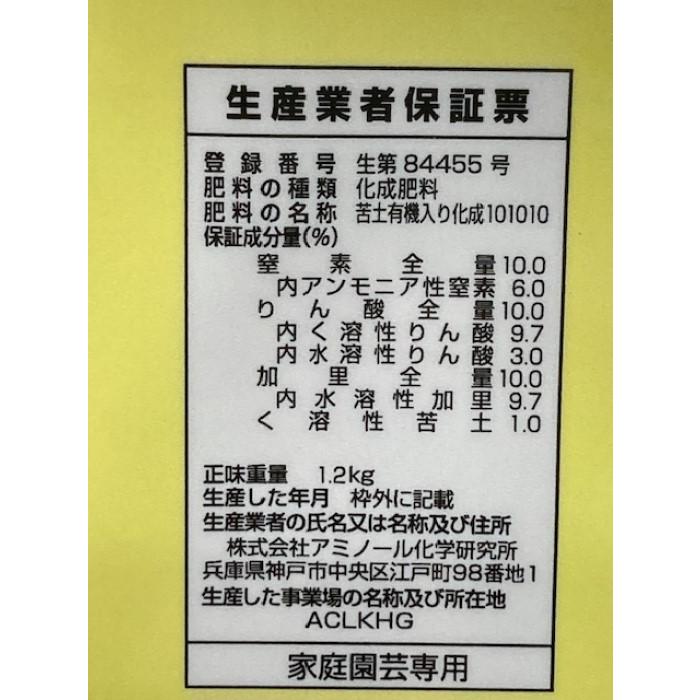 生産業者保証票
登録番号 生第84455号
肥料の種類 化成肥料
肥料の名称 苦土有機入り化成101010
保証成分量(%)
窒素全量10.0
内アンモニア性窒素6.0
りん酸全量10.0
内く溶性りん酸9.7
内水溶性りん酸3.0
加里全量10.0
内水溶性加里9.7
く溶性苦土1.0
正味重量 1.2kg
生産した年月 枠外に記載
生産業者の氏名又は名称及び住所
株式会社アミノール化学研究所
兵庫県神戸市中央区江戸町98番地1
生産した事業場の名称及び所在地
ACLKHG
家庭園芸専用